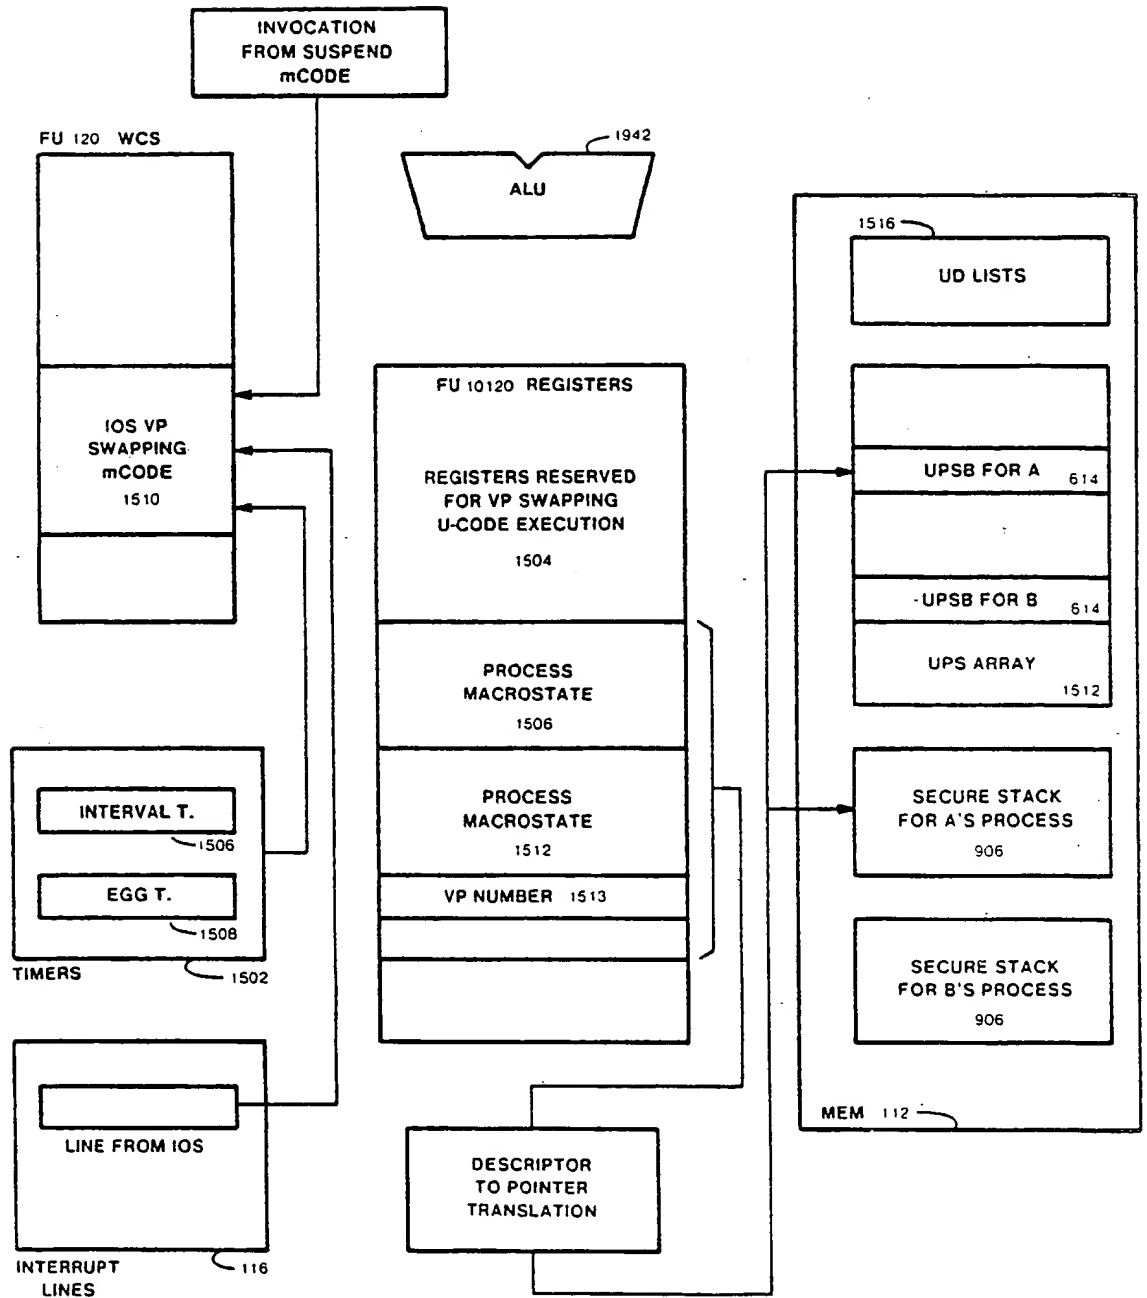 INVOCATION
FROM SUSPEND
mCODE
FU 120 WCS
IOS VP
SWAPPING
mCODE
1510
1942
ALU
FU 10120 REGISTERS
REGISTERS RESERVED
FOR VP SWAPPING
U-CODE EXECUTION
1504
PROCESS
MACROSTATE
1506
PROCESS
MACROSTATE
1512
VP NUMBER 1513
INTERVAL T.
1506
EGG T.
1508
TIMERS
1502
LINE FROM IOS
INTERRUPT
LINES
116
DESCRIPTOR
TO POINTER
TRANSLATION
1516
UD LISTS
UPSB FOR A
614
UPSB FOR B
614
UPS ARRAY
1512
SECURE STACK
FOR A'S PROCESS
906
SECURE STACK
FOR B'S PROCESS
906
MEM 112